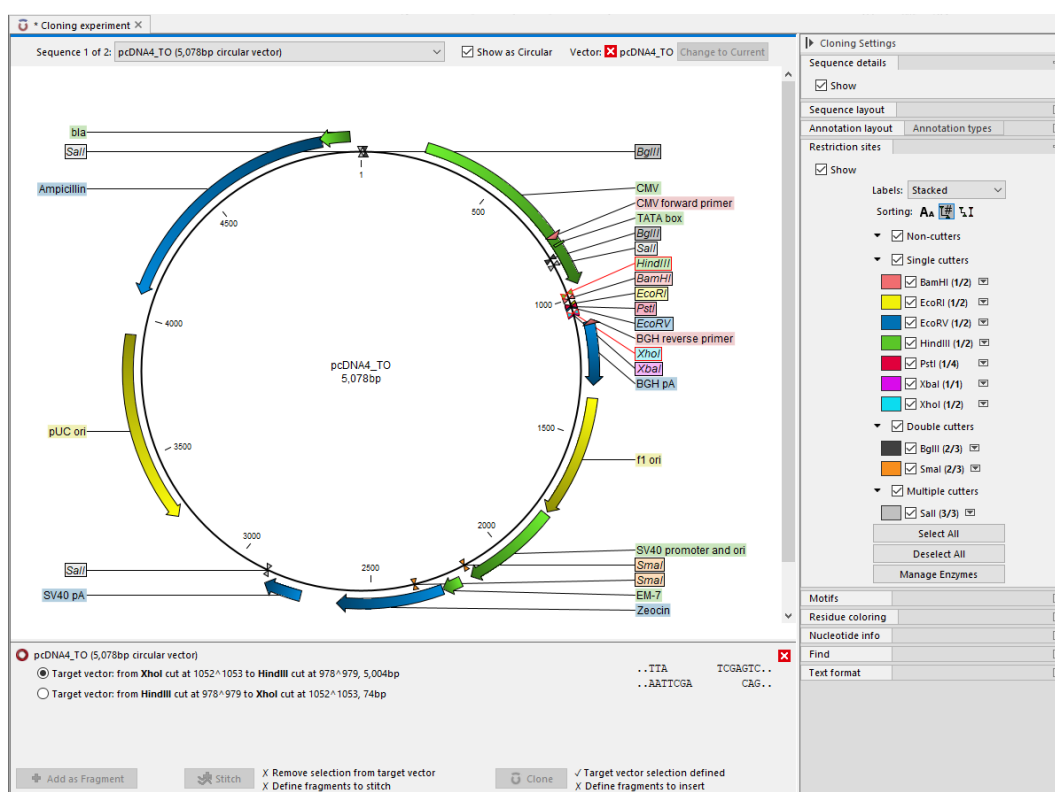 * Cloning experiment
Sequence 1 of 2: pcDNA4_TO (5,078bp circular vector)
Show as Circular
Vector: pcDNA4_TO
Change to Current
bla
SalI
Ampicillin
pUC ori
SalI
SV40 pA
1
500
1000
1500
2000
2500
3000
3500
4000
4500
pcDNA4_TO
5,078bp
BglII
CMV
CMV forward primer
TATA box
BglII
SalI
HindIII
BamHI
EcoRI
PstI
EcoRV
BGH reverse primer
XhoI
XbaI
BGH pA
f1 ori
SV40 promoter and ori
SmaI
SmaI
EM-7
Zeocin
pcDNA4_TO (5,078bp circular vector)
Target vector: from XhoI cut at 1052^1053 to HindIII cut at 978^979, 5,004bp
Target vector: from HindIII cut at 978^979 to XhoI cut at 1052^1053, 74bp
..TTA TCGAGTC..
..AATTCGA CAG..
Add as Fragment
Stitch
X Remove selection from target vector
X Define fragments to stitch
Clone
✓ Target vector selection defined
X Define fragments to insert
Cloning Settings
Sequence details
Show
Sequence layout
Annotation layout
Annotation types
Restriction sites
Show
Labels: Stacked
Sorting:
Non-cutters
Single cutters
BamHI (1/2)
EcoRI (1/2)
EcoRV (1/2)
HindIII (1/2)
PstI (1/4)
XbaI (1/1)
XhoI (1/2)
Double cutters
BglII (2/3)
SmaI (2/3)
Multiple cutters
SalI (3/3)
Select All
Deselect All
Manage Enzymes
Motifs
Residue coloring
Nucleotide info
Find
Text format